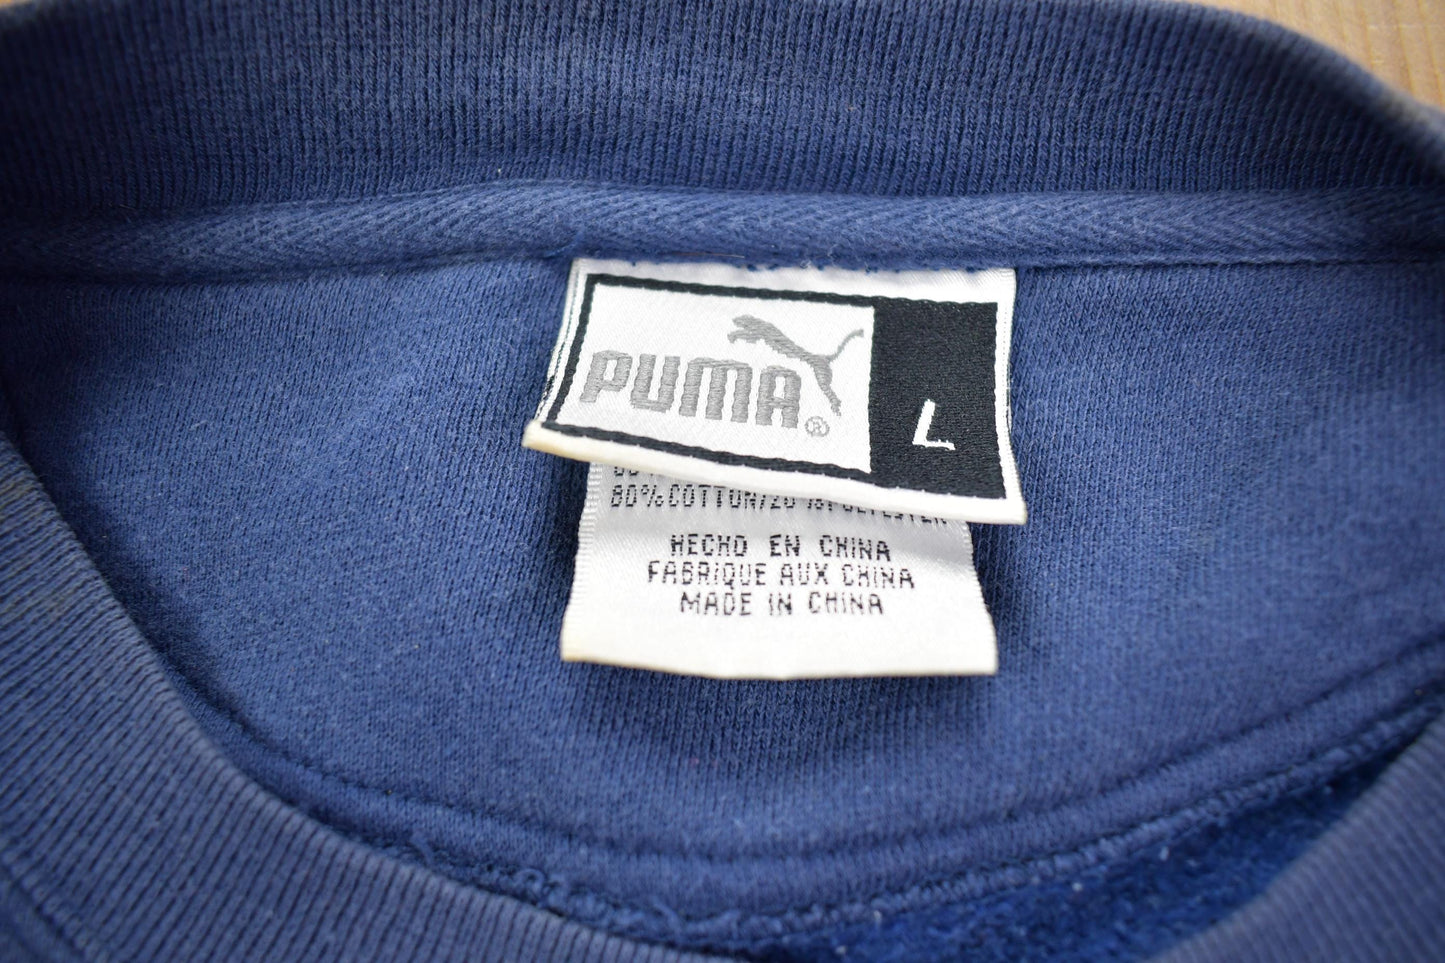 PUMA®
L
80% COTTON/20% POLYESTER
HECHO EN CHINA
FABRIQUE AUX CHINA
MADE IN CHINA